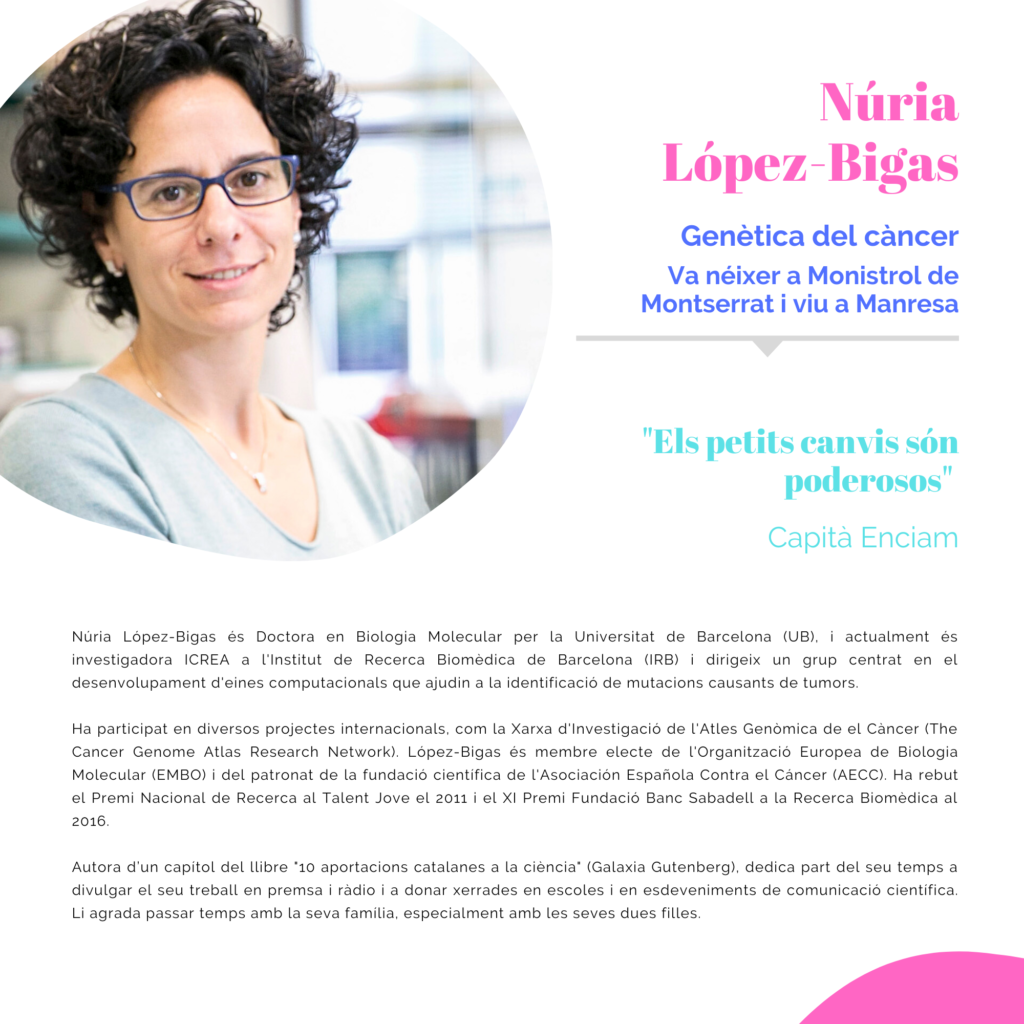 Núria
López-Bigas
Genètica del càncer
Va néixer a Monistrol de
Montserrat i viu a Manresa
"Els petits canvis són
poderosos"
Capità Enciam
Núria López-Bigas és Doctora en Biologia Molecular per la Universitat de Barcelona (UB), i actualment és
investigadora ICREA a l'Institut de Recerca Biomèdica de Barcelona (IRB) i dirigeix un grup centrat en el
desenvolupament d'eines computacionals que ajudin a la identificació de mutacions causants de tumors.
Ha participat en diversos projectes internacionals, com la Xarxa d'Investigació de l'Atles Genòmica de el Càncer (The
Cancer Genome Atlas Research Network). López-Bigas és membre electe de l'Organització Europea de Biologia
Molecular (EMBO) i del patronat de la fundació científica de l'Asociación Española Contra el Cáncer (AECC). Ha rebut
el Premi Nacional de Recerca al Talent Jove el 2011 i el XI Premi Fundació Banc Sabadell a la Recerca Biomèdica al
2016.
Autora d'un capítol del llibre "10 aportacions catalanes a la ciència" (Galaxia Gutenberg), dedica part del seu temps a
divulgar el seu treball en premsa i ràdio i a donar xerrades en escoles i en esdeveniments de comunicació científica.
Li agrada passar temps amb la seva família, especialment amb les seves dues filles.